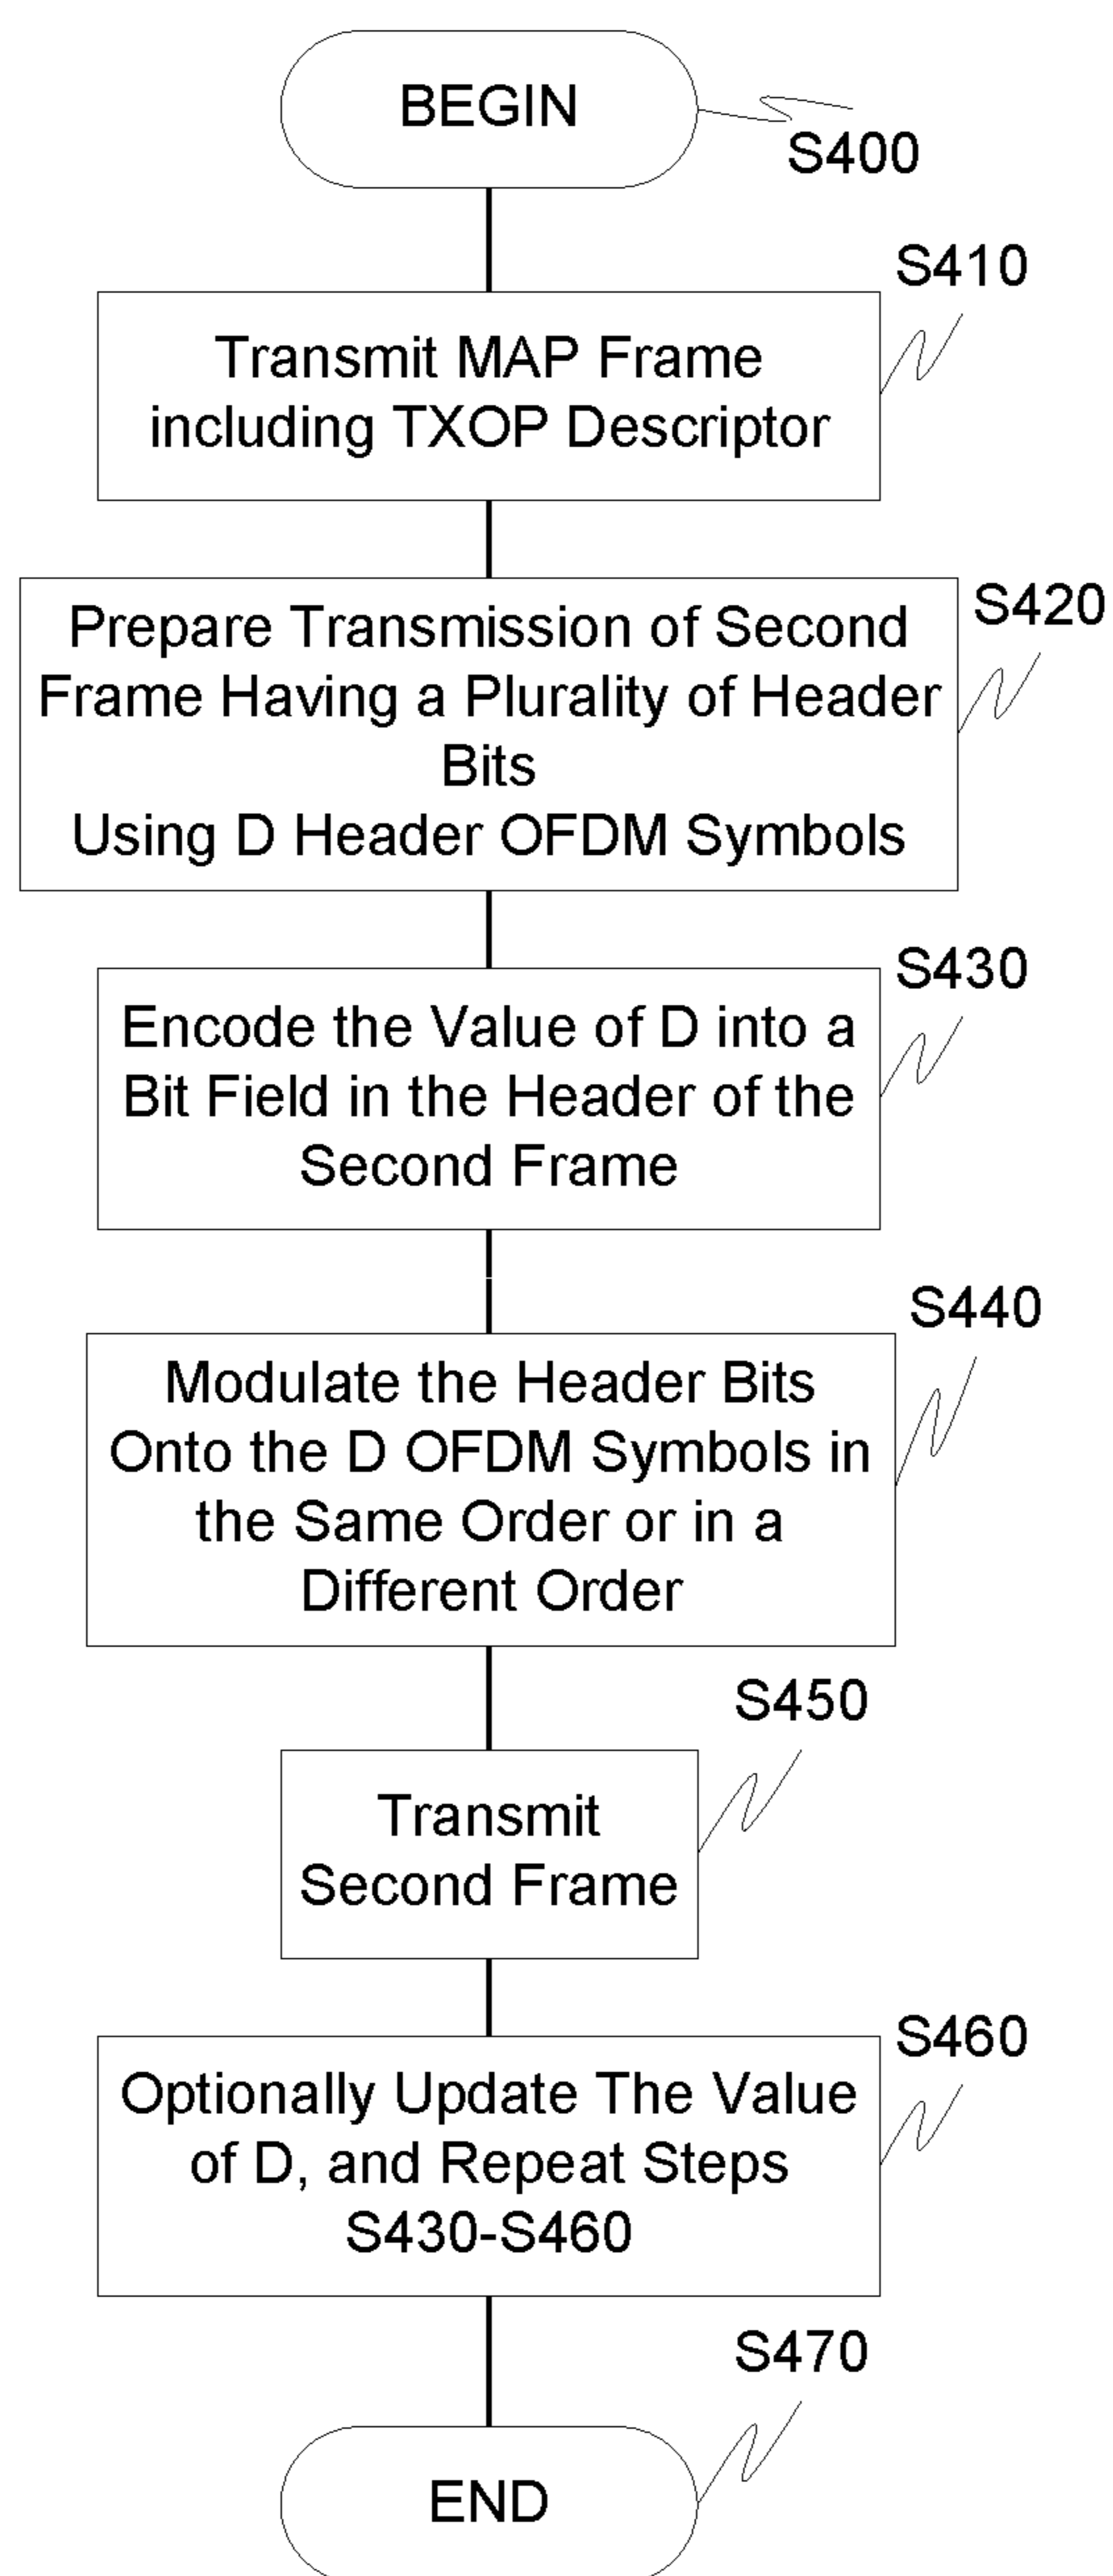 BEGIN
S400
S410
Transmit MAP Frame
including TXOP Descriptor
S420
Prepare Transmission of Second
Frame Having a Plurality of Header
Bits
Using D Header OFDM Symbols
S430
Encode the Value of D into a
Bit Field in the Header of the
Second Frame
S440
Modulate the Header Bits
Onto the D OFDM Symbols in
the Same Order or in a
Different Order
S450
Transmit
Second Frame
S460
Optionally Update The Value
of D, and Repeat Steps
S430-S460
S470
END